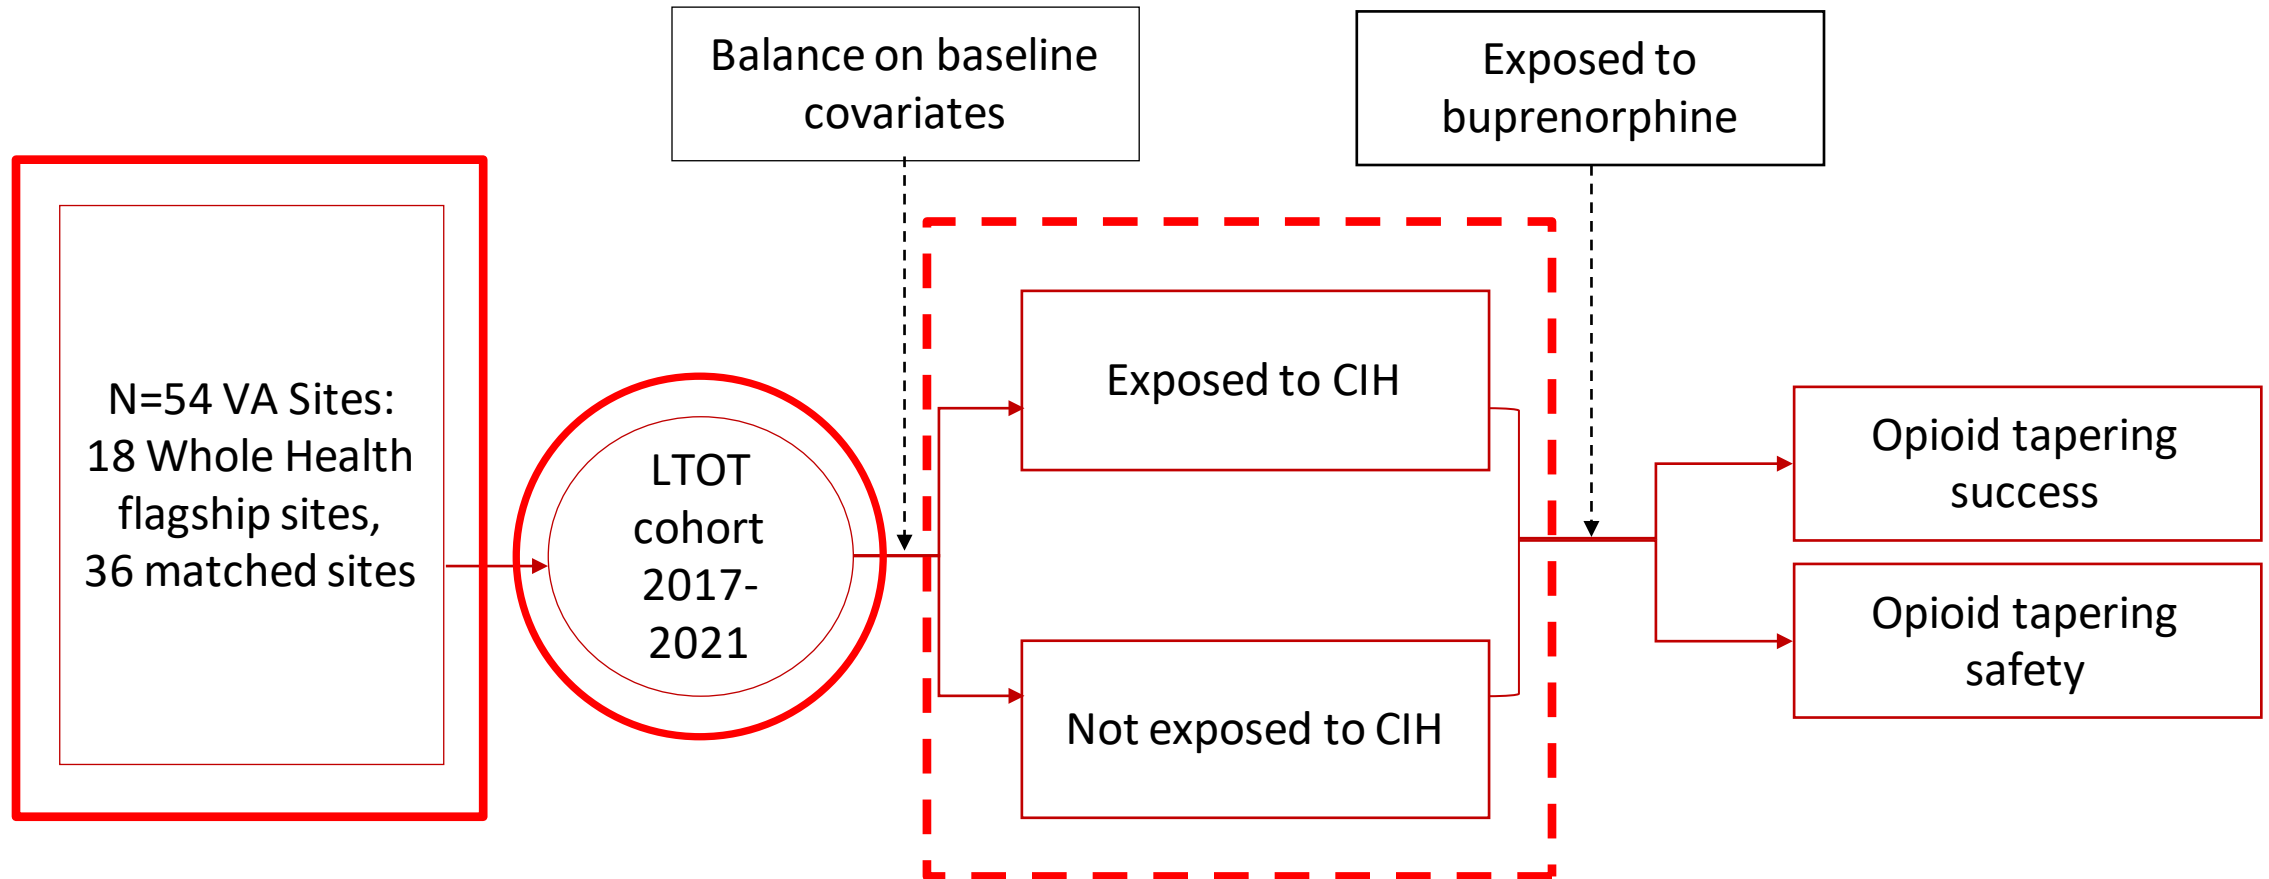 Balance on baseline
covariates
Exposed to
buprenorphine
N=54 VA Sites:
18 Whole Health
flagship sites,
36 matched sites
LTOT
cohort
2017-
2021
Exposed to CIH
Not exposed to CIH
Opioid tapering
success
Opioid tapering
safety